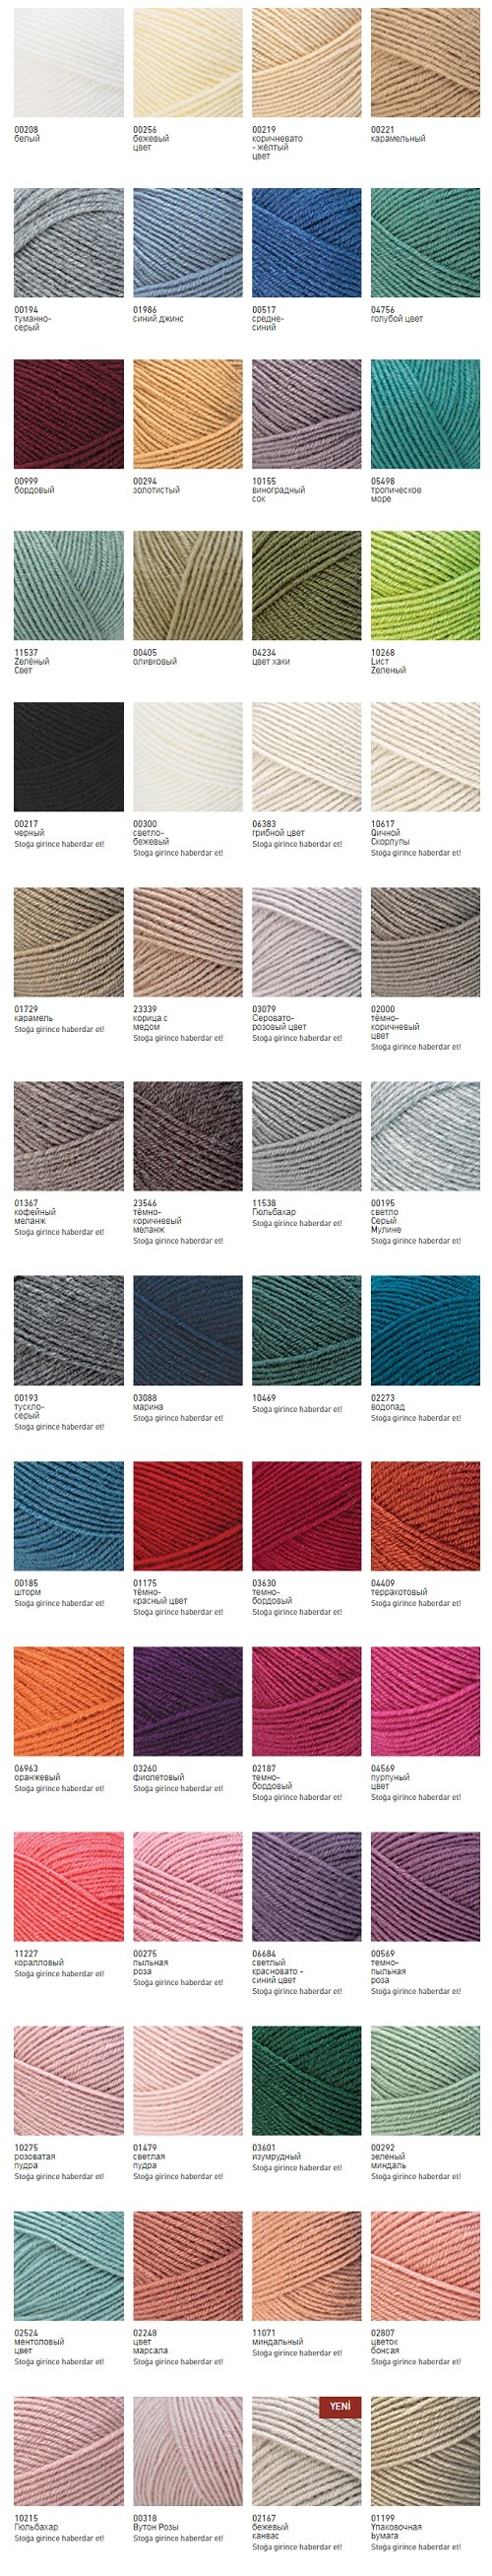 00208
белый
00256
бежевый
цвет
00219
коричневато
- жёлтый
цвет
00221
карамельный
00194
туманно-
серый
01986
синий джинс
00517
средне-
синий
04756
голубой цвет
00999
бордовый
00294
золотистый
10155
виноградный
сок
05498
тропическое
море
11537
Zелёный
Свет
00405
оливковый
04234
цвет хаки
10268
Lист
Zеленый
00217
черный
Stoğa girince haberdar et!
00300
светло-
бежевый
Stoğa girince haberdar et!
06383
грибной цвет
Stoğa girince haberdar et!
10617
Qичной
Скорлупы
Stoğa girince haberdar et!
01729
карамель
Stoğa girince haberdar et!
23339
корица с
медом
Stoğa girince haberdar et!
03079
Серовато-
розовый цвет
Stoğa girince haberdar et!
02000
тёмно-
коричневый
цвет
Stoğa girince haberdar et!
01367
кофейный
меланж
Stoğa girince haberdar et!
23546
тёмно-
коричневый
меланж
Stoğa girince haberdar et!
11538
Гюльбахар
Stoğa girince haberdar et!
00195
светло
Серый
Мулине
Stoğa girince haberdar et!
00193
тускло-
серый
Stoğa girince haberdar et!
03088
марина
Stoğa girince haberdar et!
10469
Stoğa girince haberdar et!
02273
водопад
Stoğa girince haberdar et!
00185
шторм
Stoğa girince haberdar et!
01175
тёмно-
красный цвет
Stoğa girince haberdar et!
03630
темно-
бордовый
Stoğa girince haberdar et!
04409
терракотовый
Stoğa girince haberdar et!
06963
оранжевый
Stoğa girince haberdar et!
03260
фиолетовый
Stoğa girince haberdar et!
02187
темно-
бордовый
Stoğa girince haberdar et!
04569
пурпуный
цвет
Stoğa girince haberdar et!
11227
коралловый
Stoğa girince haberdar et!
00275
пыльная
роза
Stoğa girince haberdar et!
06684
светлый
красновато -
синий цвет
Stoğa girince haberdar et!
00569
темно-
пыльная
роза
Stoğa girince haberdar et!
10275
розоватая
пудра
Stoğa girince haberdar et!
01479
светлая
пудра
Stoğa girince haberdar et!
03601
изумрудный
Stoğa girince haberdar et!
00292
зеленый
миндаль
Stoğa girince haberdar et!
02524
ментоловый
цвет
Stoğa girince haberdar et!
02248
цвет
марсала
Stoğa girince haberdar et!
11071
миндальный
Stoğa girince haberdar et!
02807
цветок
бонсая
Stoğa girince haberdar et!
YENİ
10215
Гюльбахар
Stoğa girince haberdar et!
00318
Bутон Розы
Stoğa girince haberdar et!
02167
бежевый
канвас
Stoğa girince haberdar et!
01199
Yпаковочная
Ьумага
Stoğa girince haberdar et!